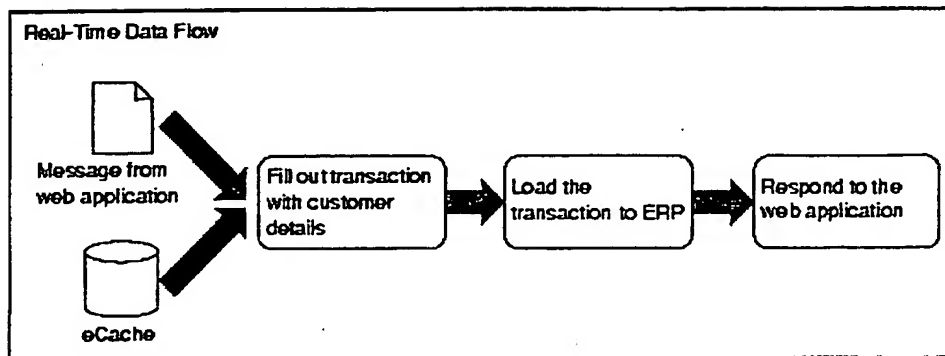 Real-Time Data Flow
Message from
web application
eCache
Fill out transaction
with customer
details
Load the
transaction to ERP
Respond to the
web application